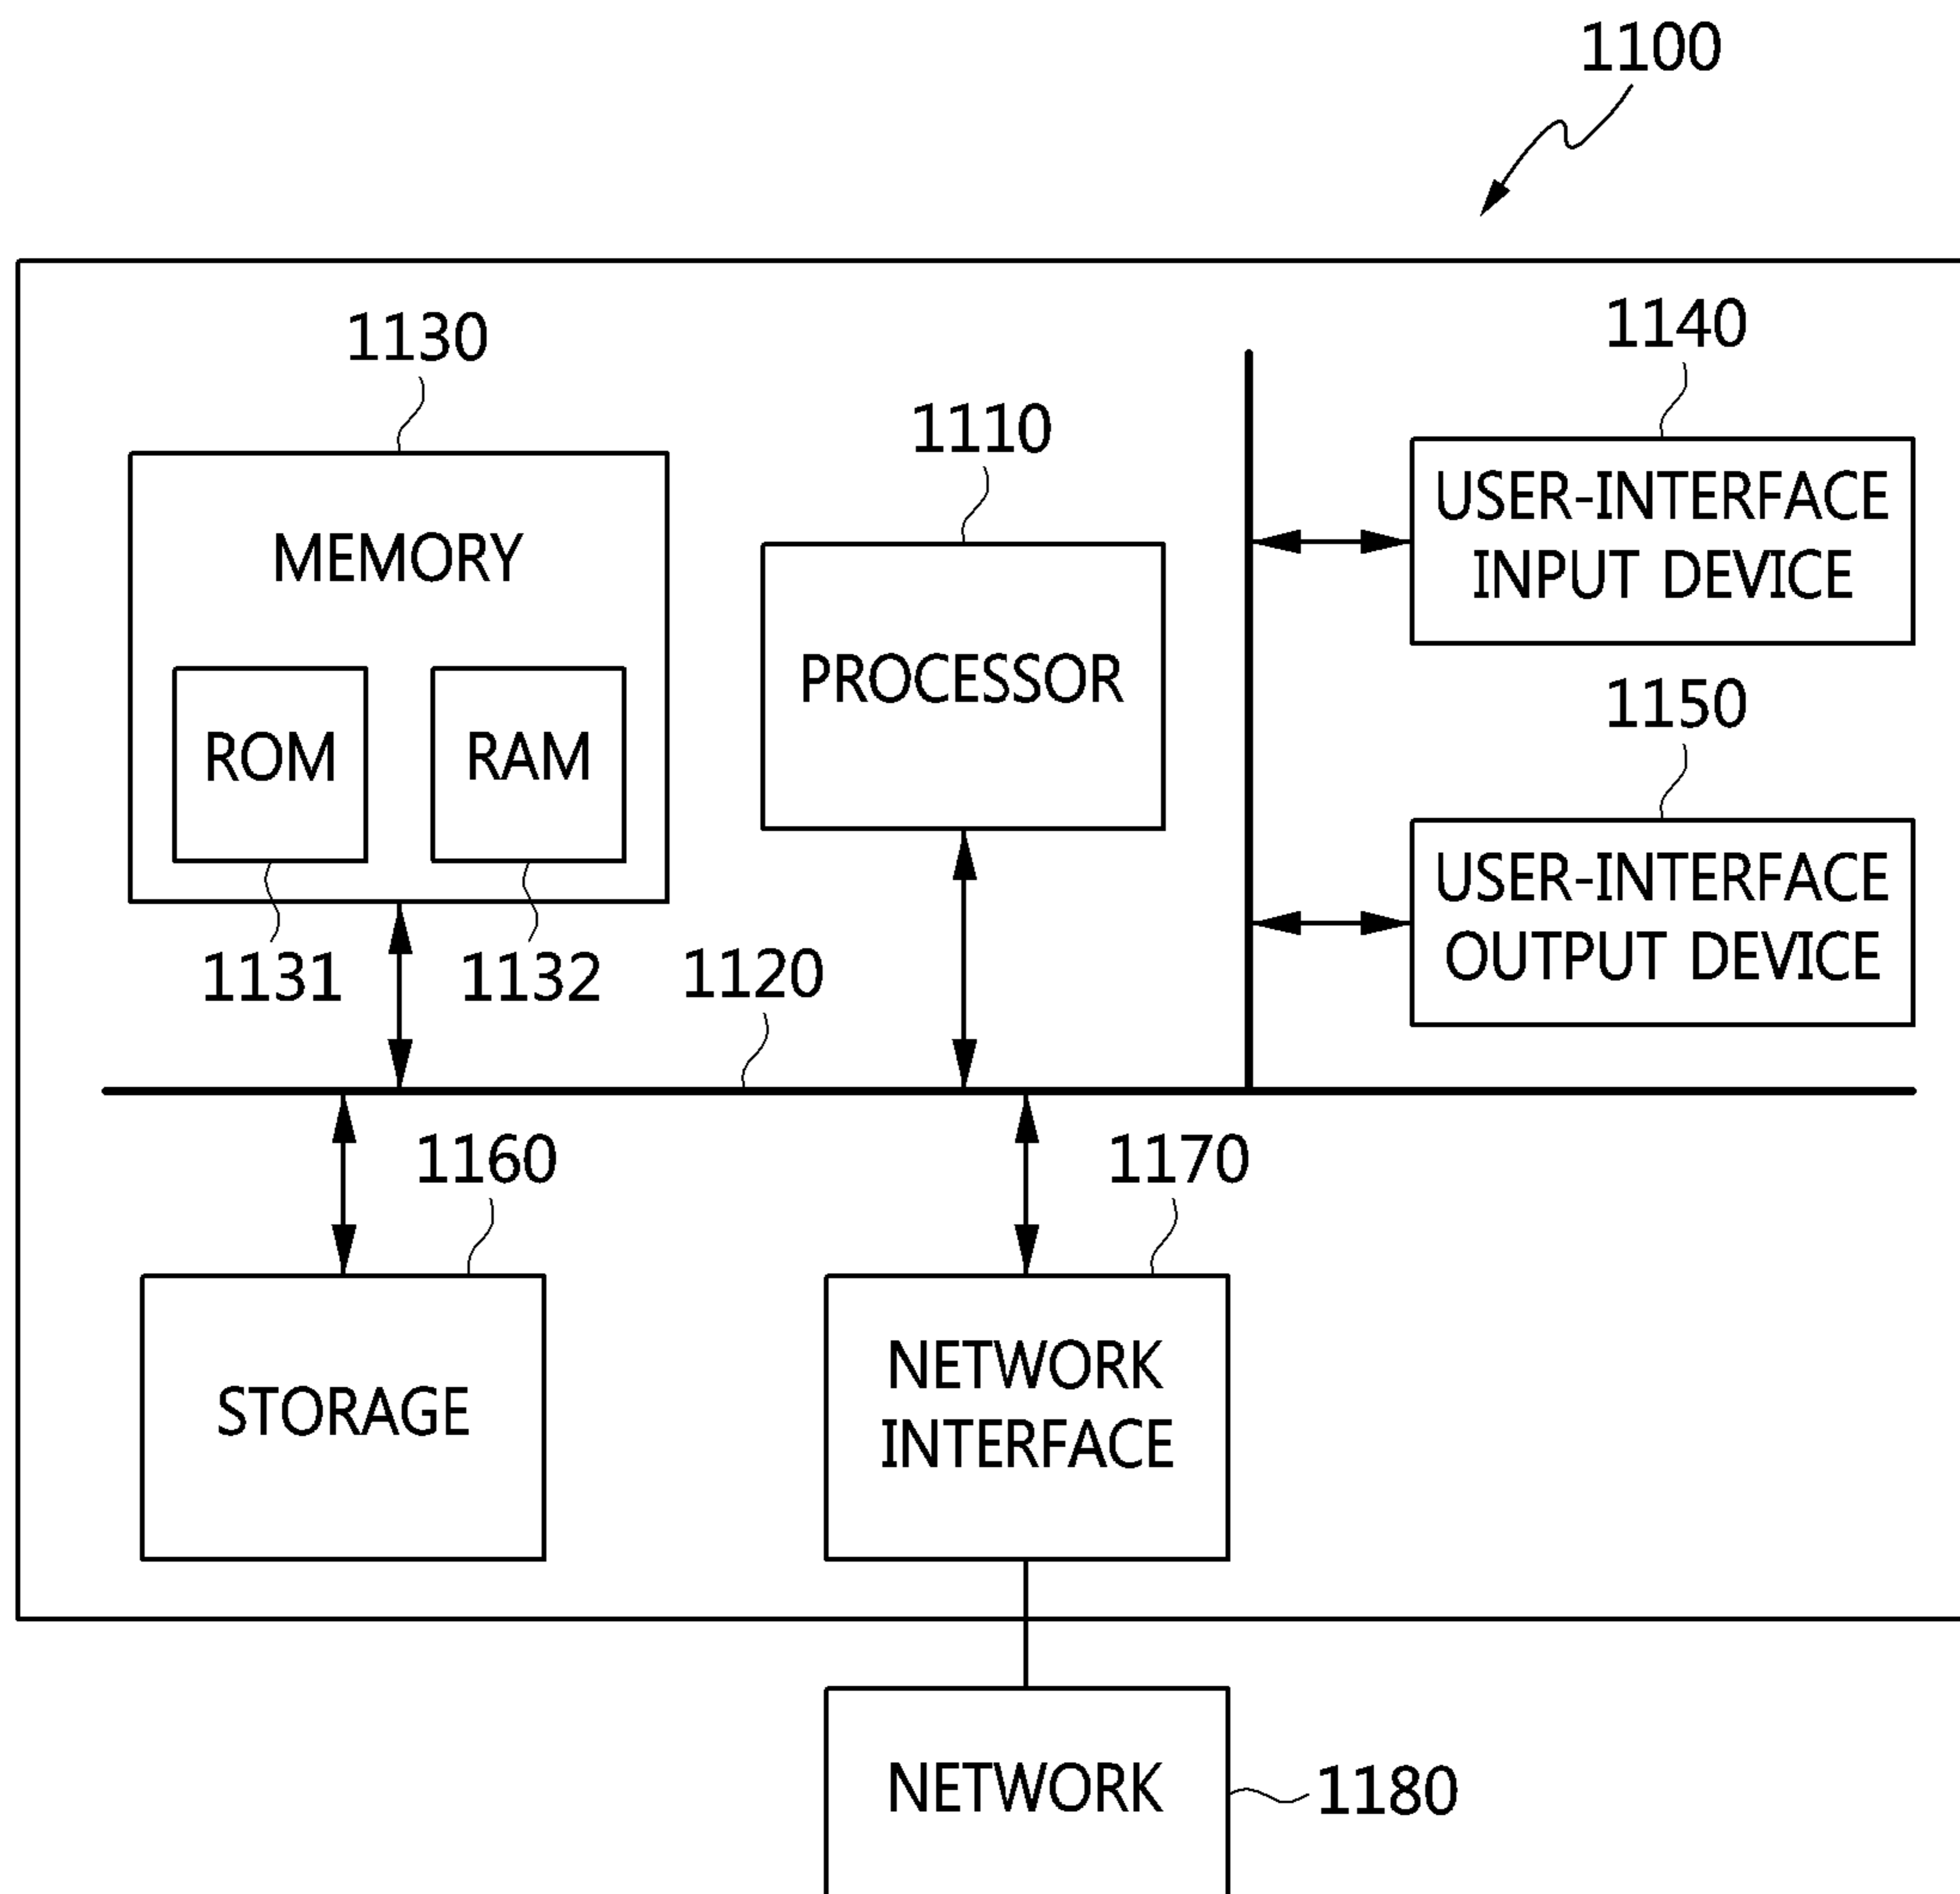 1100
1130
1140
1110
USER-INTERFACE
INPUT DEVICE
MEMORY
PROCESSOR
1150
ROM
RAM
USER-INTERFACE
OUTPUT DEVICE
1131
1132
1120
1160
1170
STORAGE
NETWORK
INTERFACE
NETWORK
1180